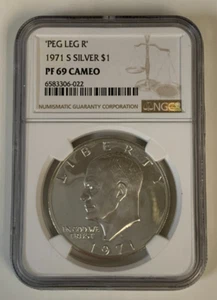 'PEG LEG R'
1971 S SILVER $1
PF 69 CAMEO
6583306-022
NUMISMATIC GUARANTY CORPORATION
NGC
LIBERTY
IN GOD WE
TRUST
1971